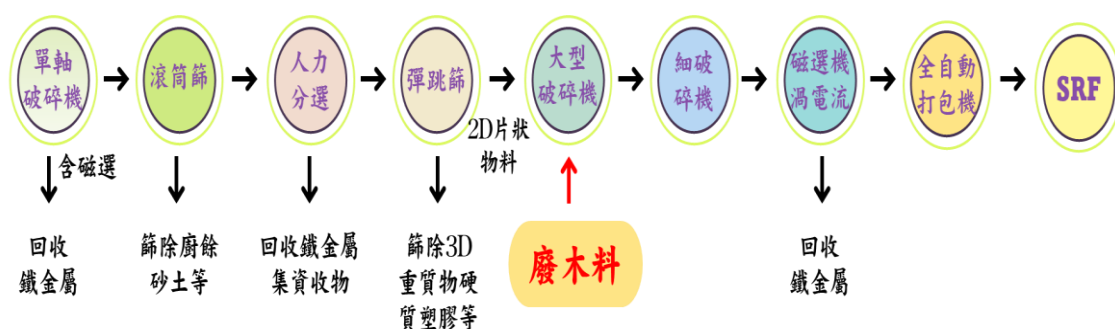 單軸
破碎機
滾筒篩
人力
分選
彈跳篩
大型
破碎機
細破
碎機
磁選機
渦電流
全自動
打包機
SRF
含磁選
2D片狀
物料
回收
鐵金屬
篩除廚餘
砂土等
回收鐵金屬
集資收物
篩除3D
重質物硬
質塑膠等
廢木料
回收
鐵金屬